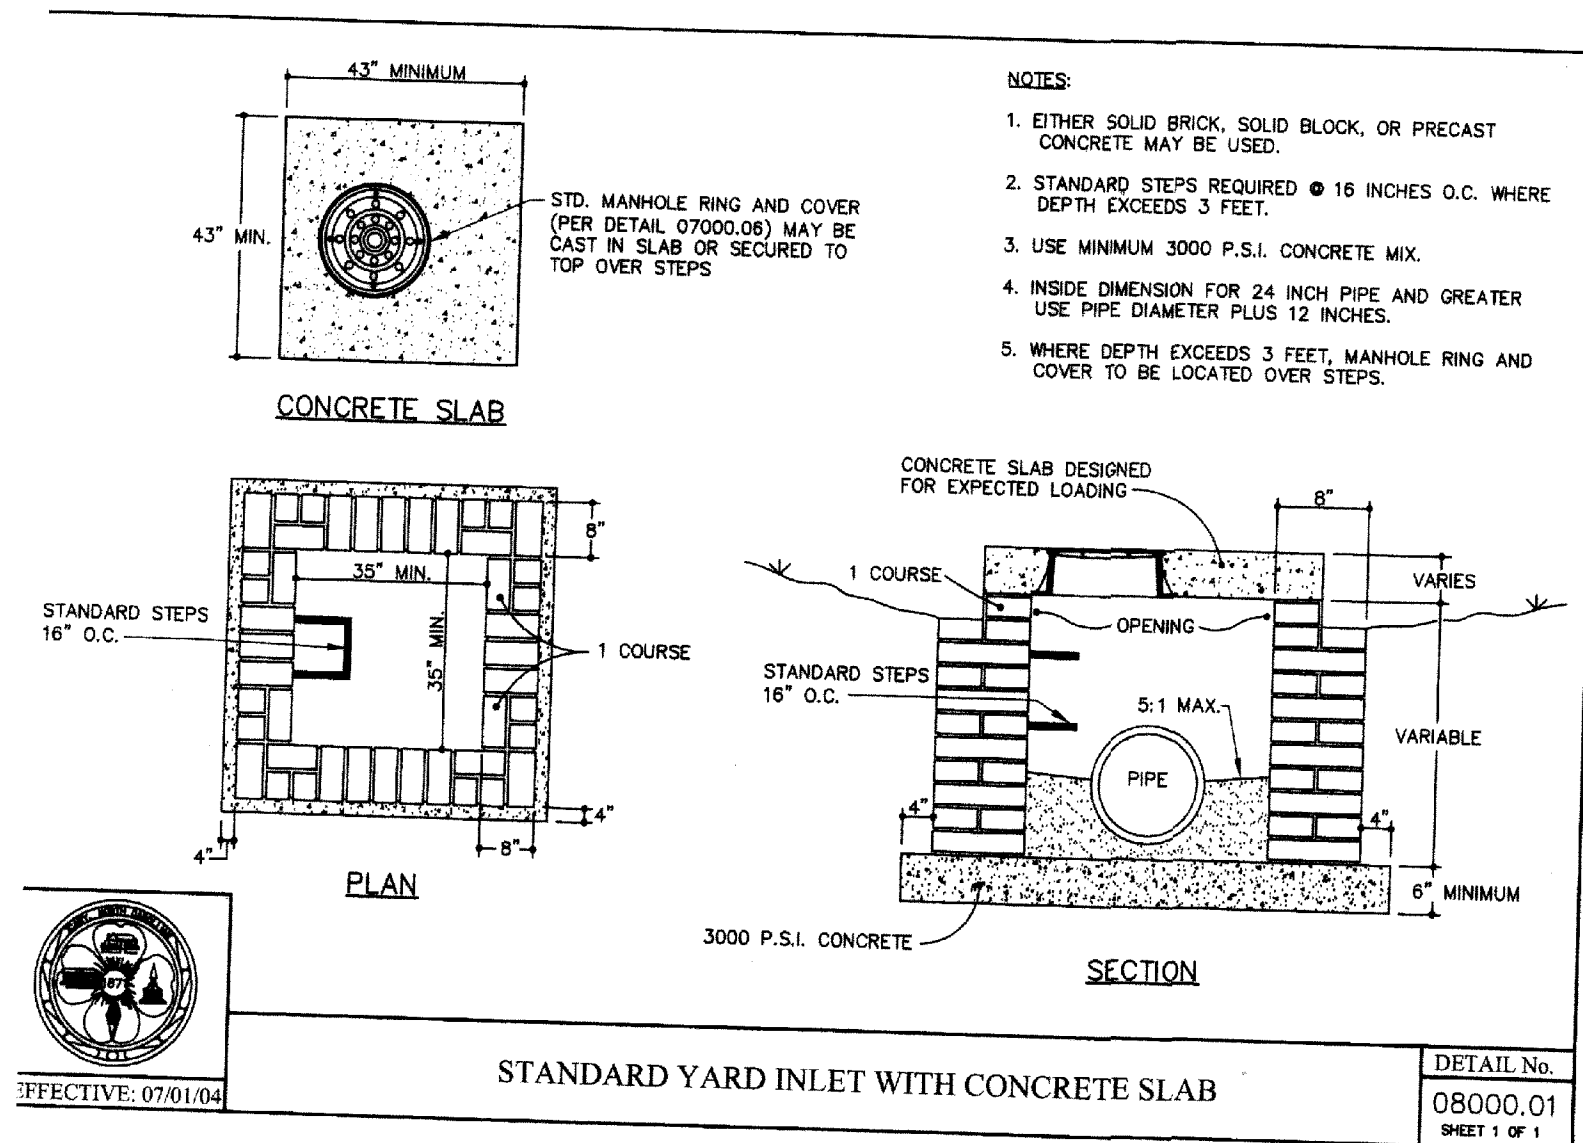 43" MINIMUM
43" MIN.
STD. MANHOLE RING AND COVER
(PER DETAIL 07000.06) MAY BE
CAST IN SLAB OR SECURED TO
TOP OVER STEPS
CONCRETE SLAB
NOTES:
1. EITHER SOLID BRICK, SOLID BLOCK, OR PRECAST
CONCRETE MAY BE USED.
2. STANDARD STEPS REQUIRED @ 16 INCHES O.C. WHERE
DEPTH EXCEEDS 3 FEET.
3. USE MINIMUM 3000 P.S.I. CONCRETE MIX.
4. INSIDE DIMENSION FOR 24 INCH PIPE AND GREATER
USE PIPE DIAMETER PLUS 12 INCHES.
5. WHERE DEPTH EXCEEDS 3 FEET, MANHOLE RING AND
COVER TO BE LOCATED OVER STEPS.
8"
35" MIN.
35" MIN.
STANDARD STEPS
16" O.C.
1 COURSE
4"
4"
8"
PLAN
CONCRETE SLAB DESIGNED
FOR EXPECTED LOADING
8"
1 COURSE
VARIES
OPENING
STANDARD STEPS
16" O.C.
5:1 MAX.
VARIABLE
PIPE
4"
4"
6" MINIMUM
3000 P.S.I. CONCRETE
SECTION
NORTH CAROLINA
EFFECTIVE: 07/01/04
STANDARD YARD INLET WITH CONCRETE SLAB
DETAIL No.
08000.01
SHEET 1 OF 1